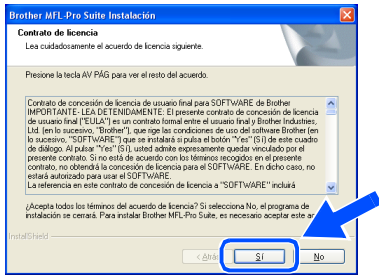 Brother MFL-Pro Suite Instalación
Contrato de licencia
Lea cuidadosamente el acuerdo de licencia siguiente.
Presione la tecla AV PÁG para ver el resto del acuerdo.
Contrato de concesión de licencia de usuario final para SOFTWARE de Brother
IMPORTANTE- LEA DETENIDAMENTE: El presente contrato de concesión de licencia
de usuario final ("EULA") es un contrato formal entre el usuario final y Brother Industries,
Ltd. (en lo sucesivo, "Brother"), que rige las condiciones de uso del software Brother (en
lo sucesivo, "SOFTWARE") que se instalará si pulsa el botón "Yes" (Sí) de este cuadro
de diálogo. Al pulsar "Yes" (Sí), usted admite expresamente quedar vinculado por el
presente contrato. Si no está de acuerdo con los términos recogidos en el presente
contrato, no obtendrá la concesión de licencia para el SOFTWARE. En dicho caso, no
estará autorizado para usar el SOFTWARE.
La referencia en este contrato de concesión de licencia a "SOFTWARE" incluirá
¿Acepta todos los términos del acuerdo de licencia? Si selecciona No, el programa de
instalación se cerrará. Para instalar Brother MFL-Pro Suite, es necesario aceptar este
InstallShield
< Atrás
Sí
No